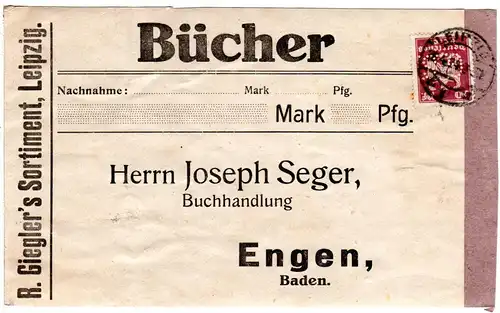 Bücher
Nachnahme: Mark Pfg.
Mark Pfg.
Herrn Joseph Seger,
Buchhandlung
Engen,
Baden.
R. Giegler's Sortiment, Leipzig.